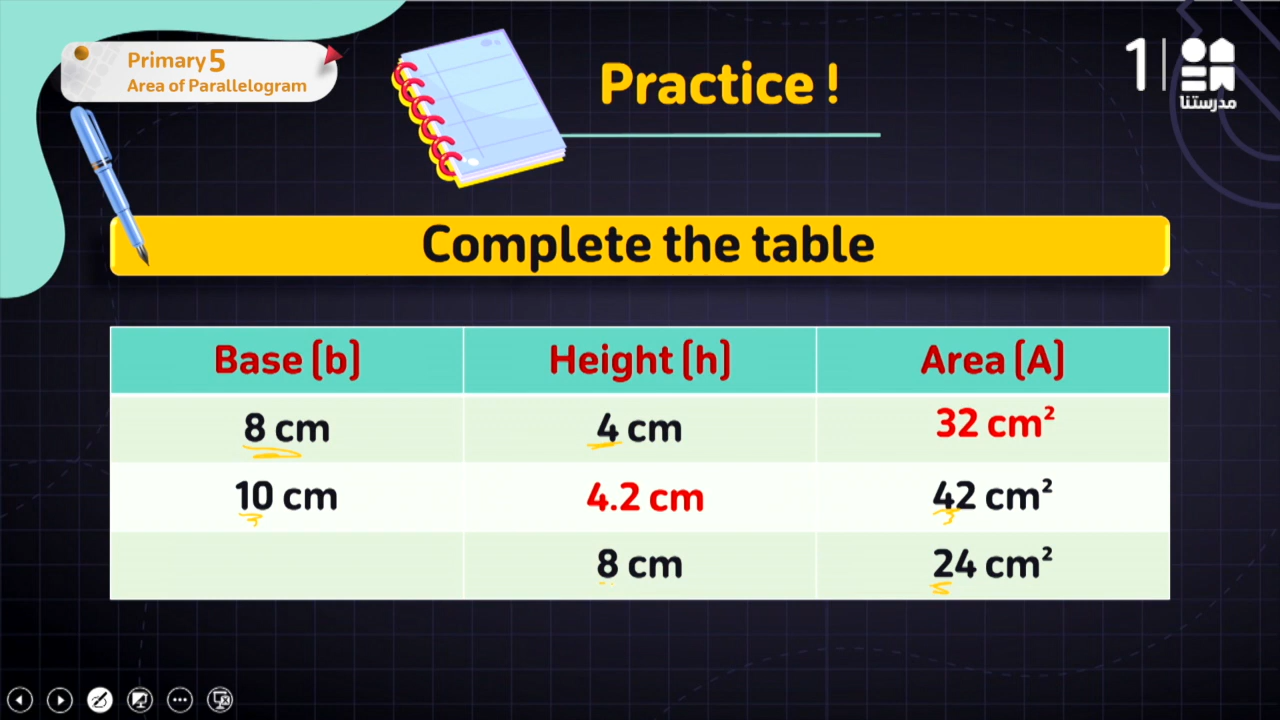 Primary 5
Area of Parallelogram
Practice !
1
مدرستنا
Complete the table
Base (b) Height (h) Area (A)
8 cm 4 cm 32 cm²
10 cm 4.2 cm 42 cm²
8 cm 24 cm²